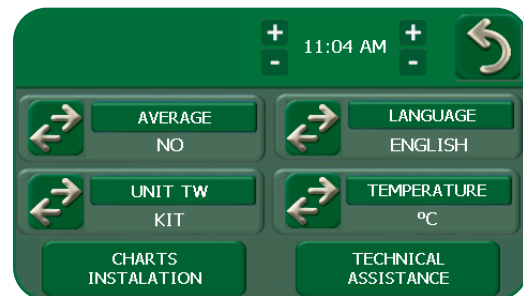 + 11:04 AM +
- -
AVERAGE
NO
LANGUAGE
ENGLISH
UNIT TW
KIT
TEMPERATURE
ºC
CHARTS
INSTALATION
TECHNICAL
ASSISTANCE